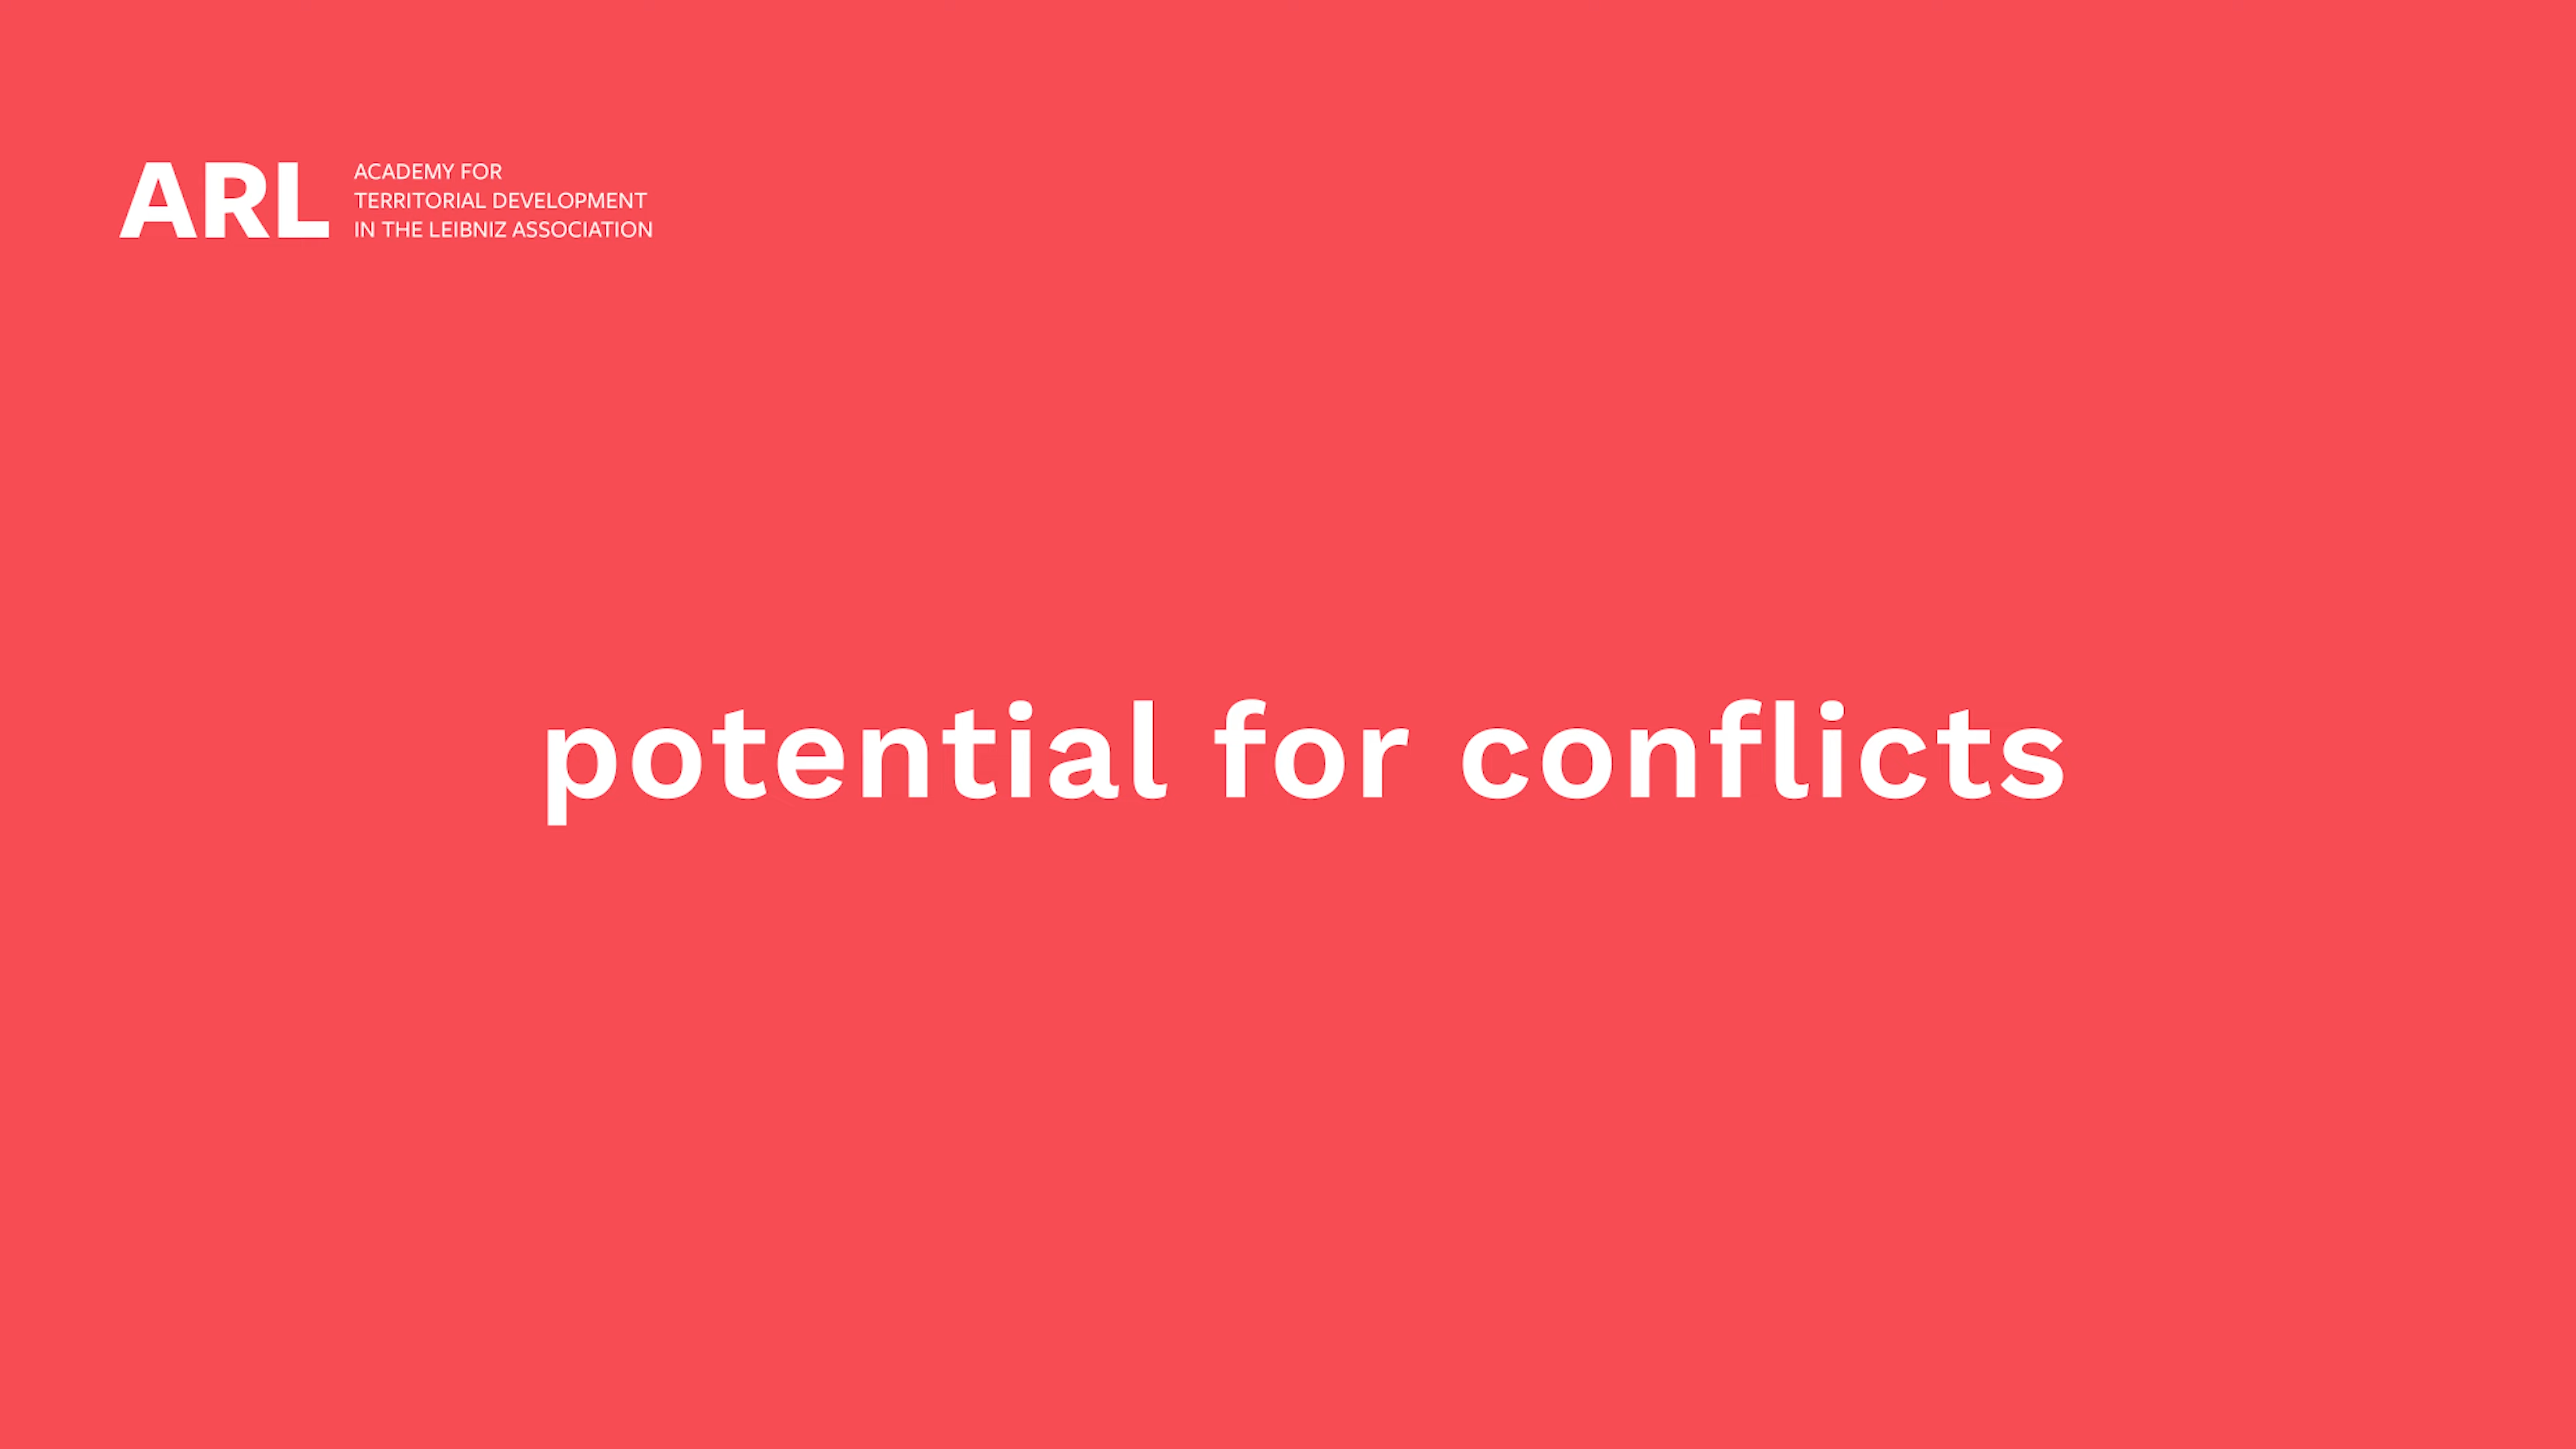 ARL
ACADEMY FOR
TERRITORIAL DEVELOPMENT
IN THE LEIBNIZ ASSOCIATION
potential for conflicts